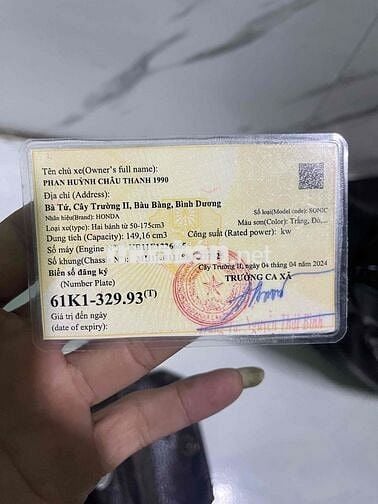 Tên chủ xe(Owner's full name):
PHAN HUỲNH CHÂU THANH 1990
Địa chỉ (Address):
Bà Tứ, Cây Trường II, Bàu Bàng, Bình Dương
Nhãn hiệu(Brand): HONDA
Số loại(Model code): SONIC
Loại xe(type): Hai bánh từ 50-175cm3
Màu sơn(Color): Trắng, Đỏ,
Dung tích (Capacity): 149,16 cm3
Công suất(Rated power): kw
Số máy (Engine
Số khung(Chass
Cây Trường II, ngày 04 tháng 04 năm 2024
Biển số đăng ký
TRƯỞNG CA XÃ
(Number Plate)
61K1-329.93(T)
Giá trị đến ngày
(date of expiry):
Nguyễn Thái Bình